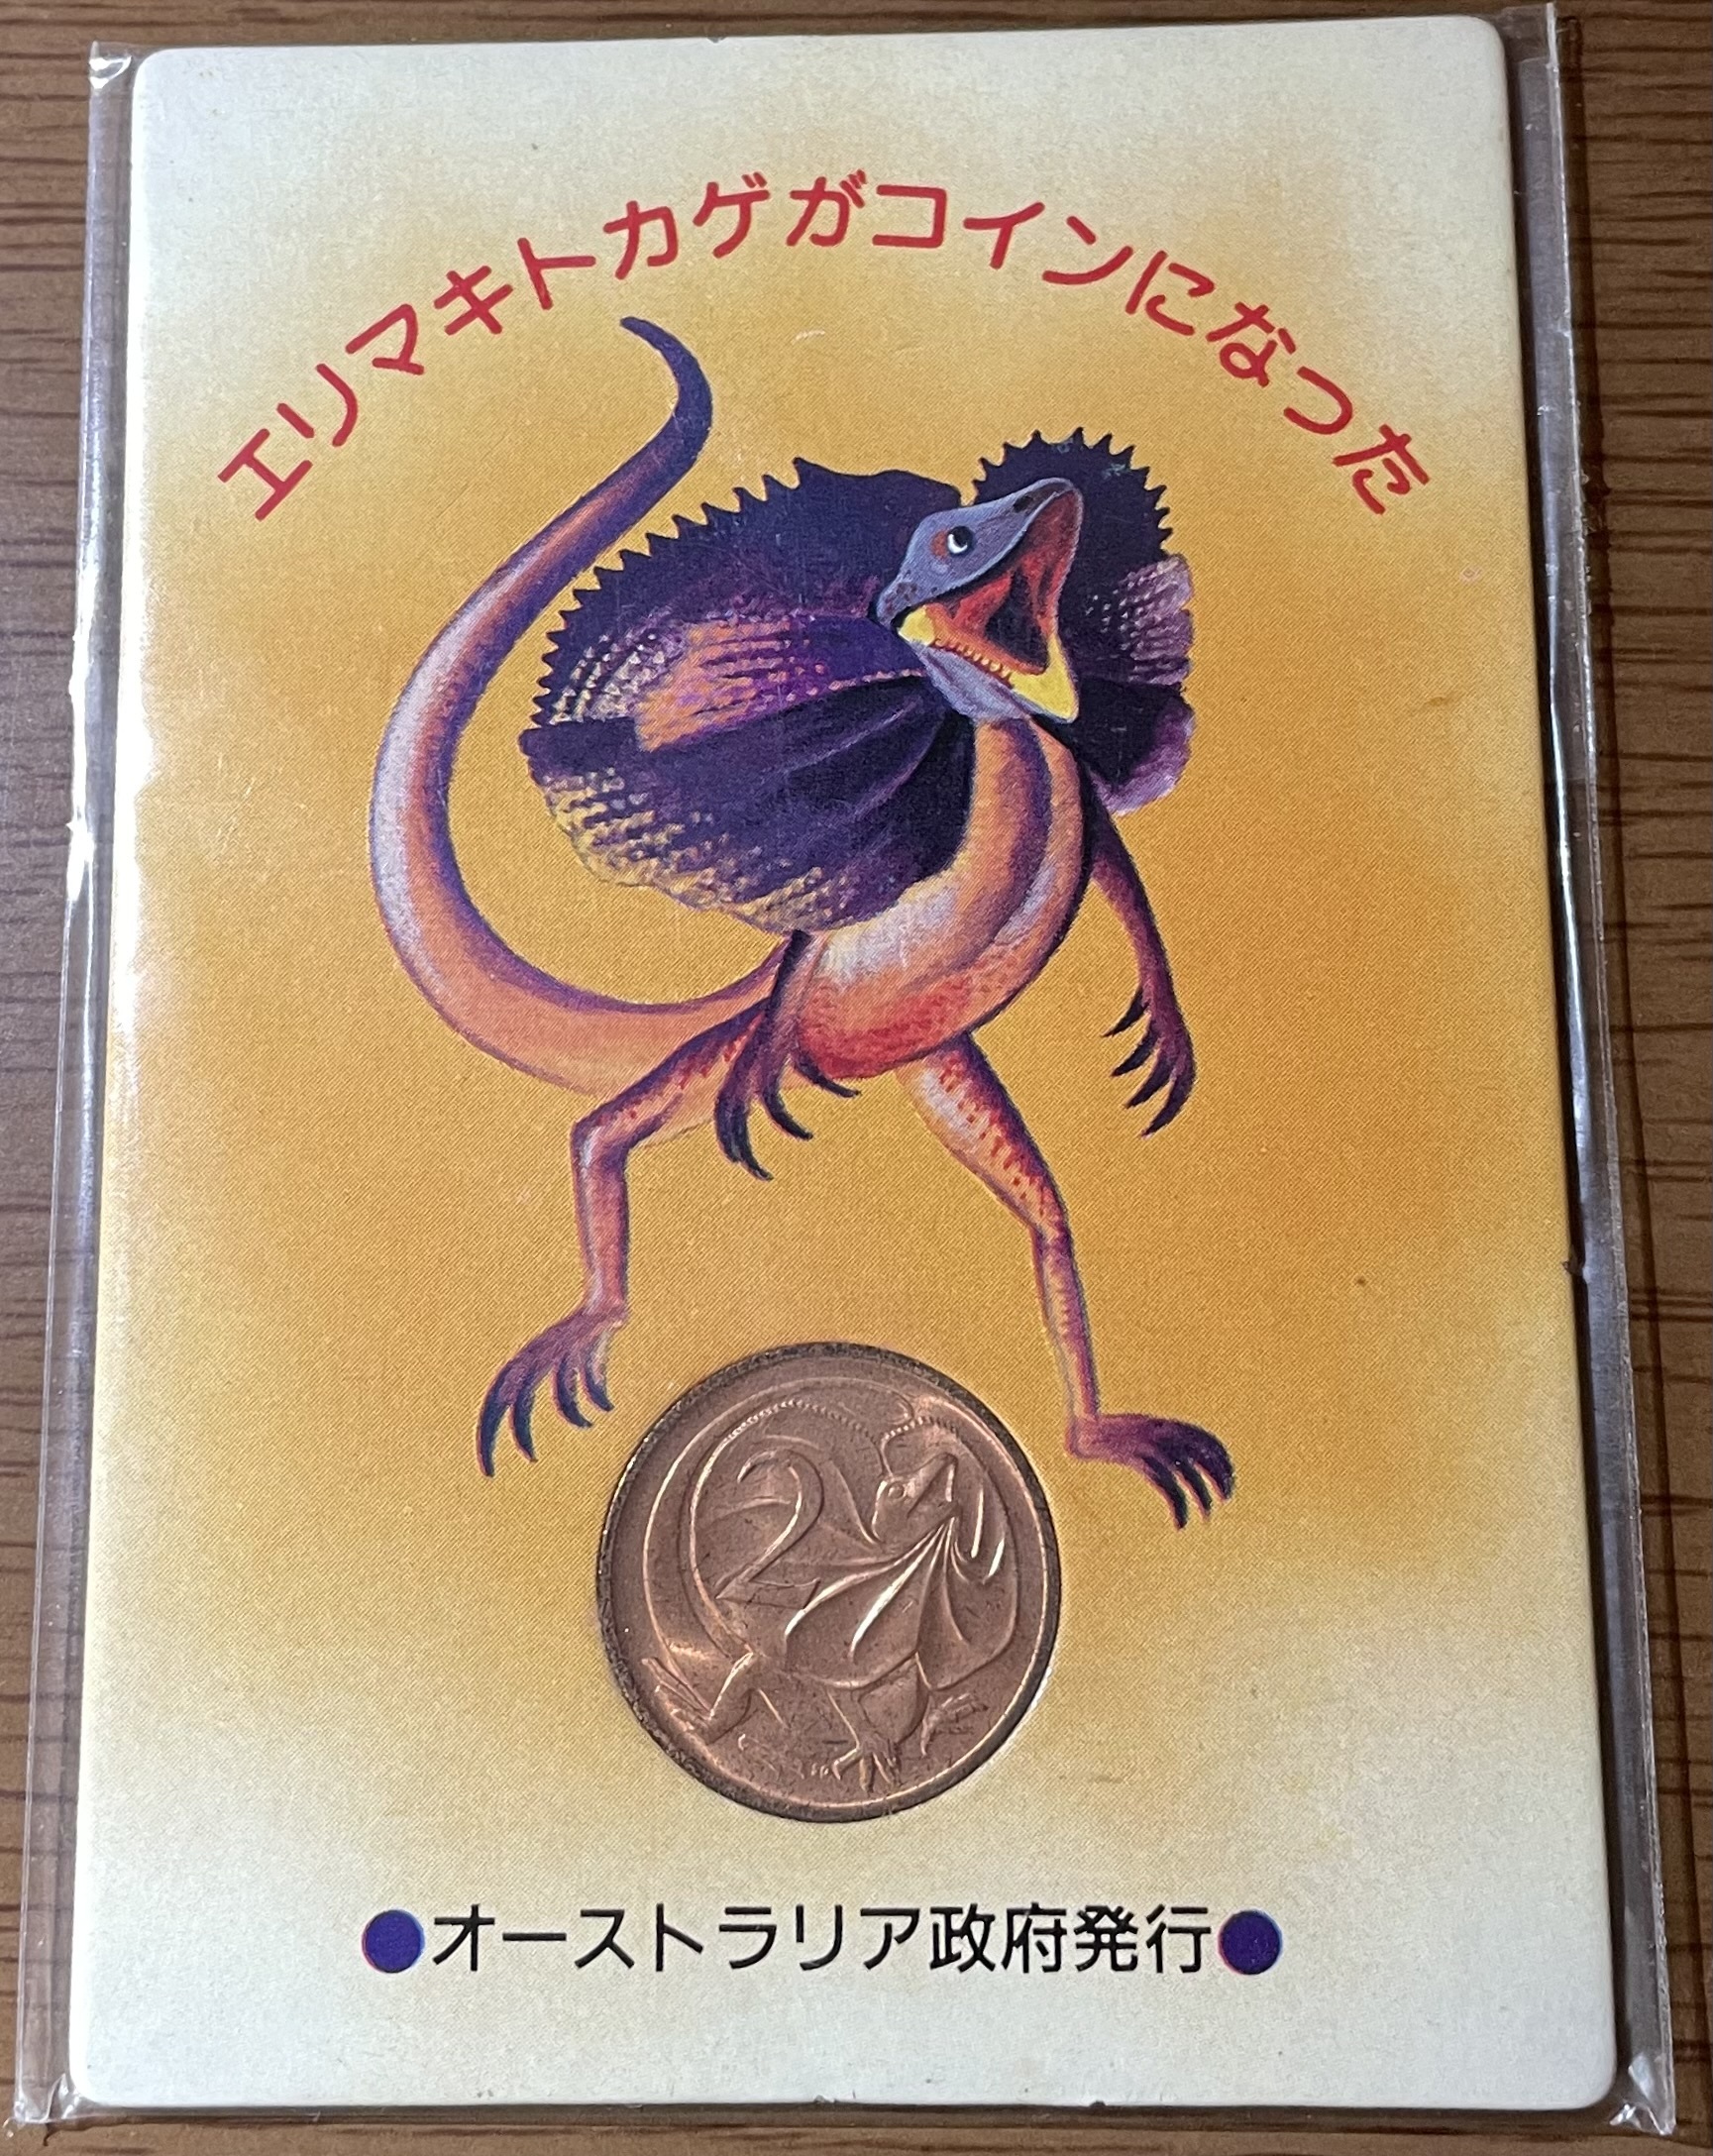 エリマキトカゲがコインになった
2
●オーストラリア政府発行●